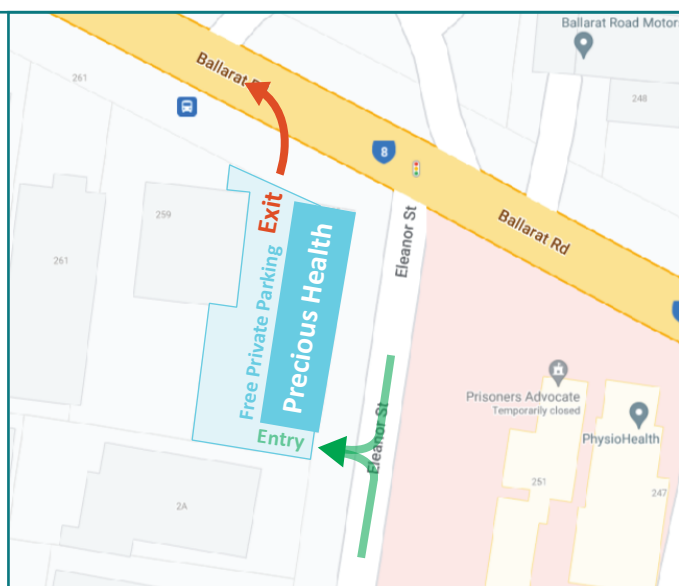 Ballarat Road Motors
261
Ballarat R
248
8
Exit
259
Eleanor St
Ballarat Rd
261
Free Private Parking
Precious Health
Prisoners Advocate
Temporarily closed
Eleanor St
PhysioHealth
Entry
251
247
2A